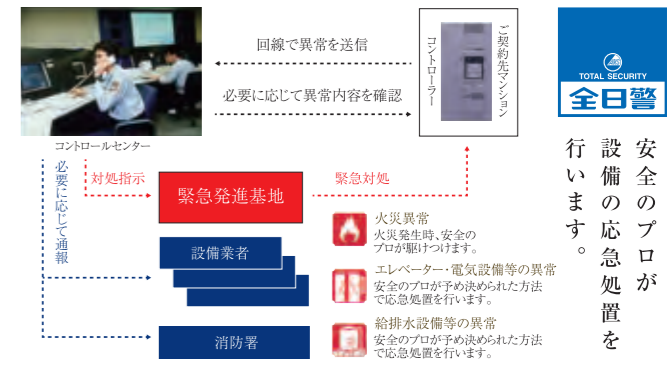 回線で異常を送信
必要に応じて異常内容を確認
ご契約先マンション
コントローラー
TOTAL SECURITY
全日警
コントロールセンター
必要に応じて通報
対処指示
緊急発進基地
緊急対処
設備業者
消防署
火災異常
火災発生時、安全の
プロが駆けつけます。
エレベーター・電気設備等の異常
安全のプロが予め決められた方法
で応急処置を行います。
給排水設備等の異常
安全のプロが予め決められた方法
で応急処置を行います。
安全のプロが
設備の応急処置を
行います。